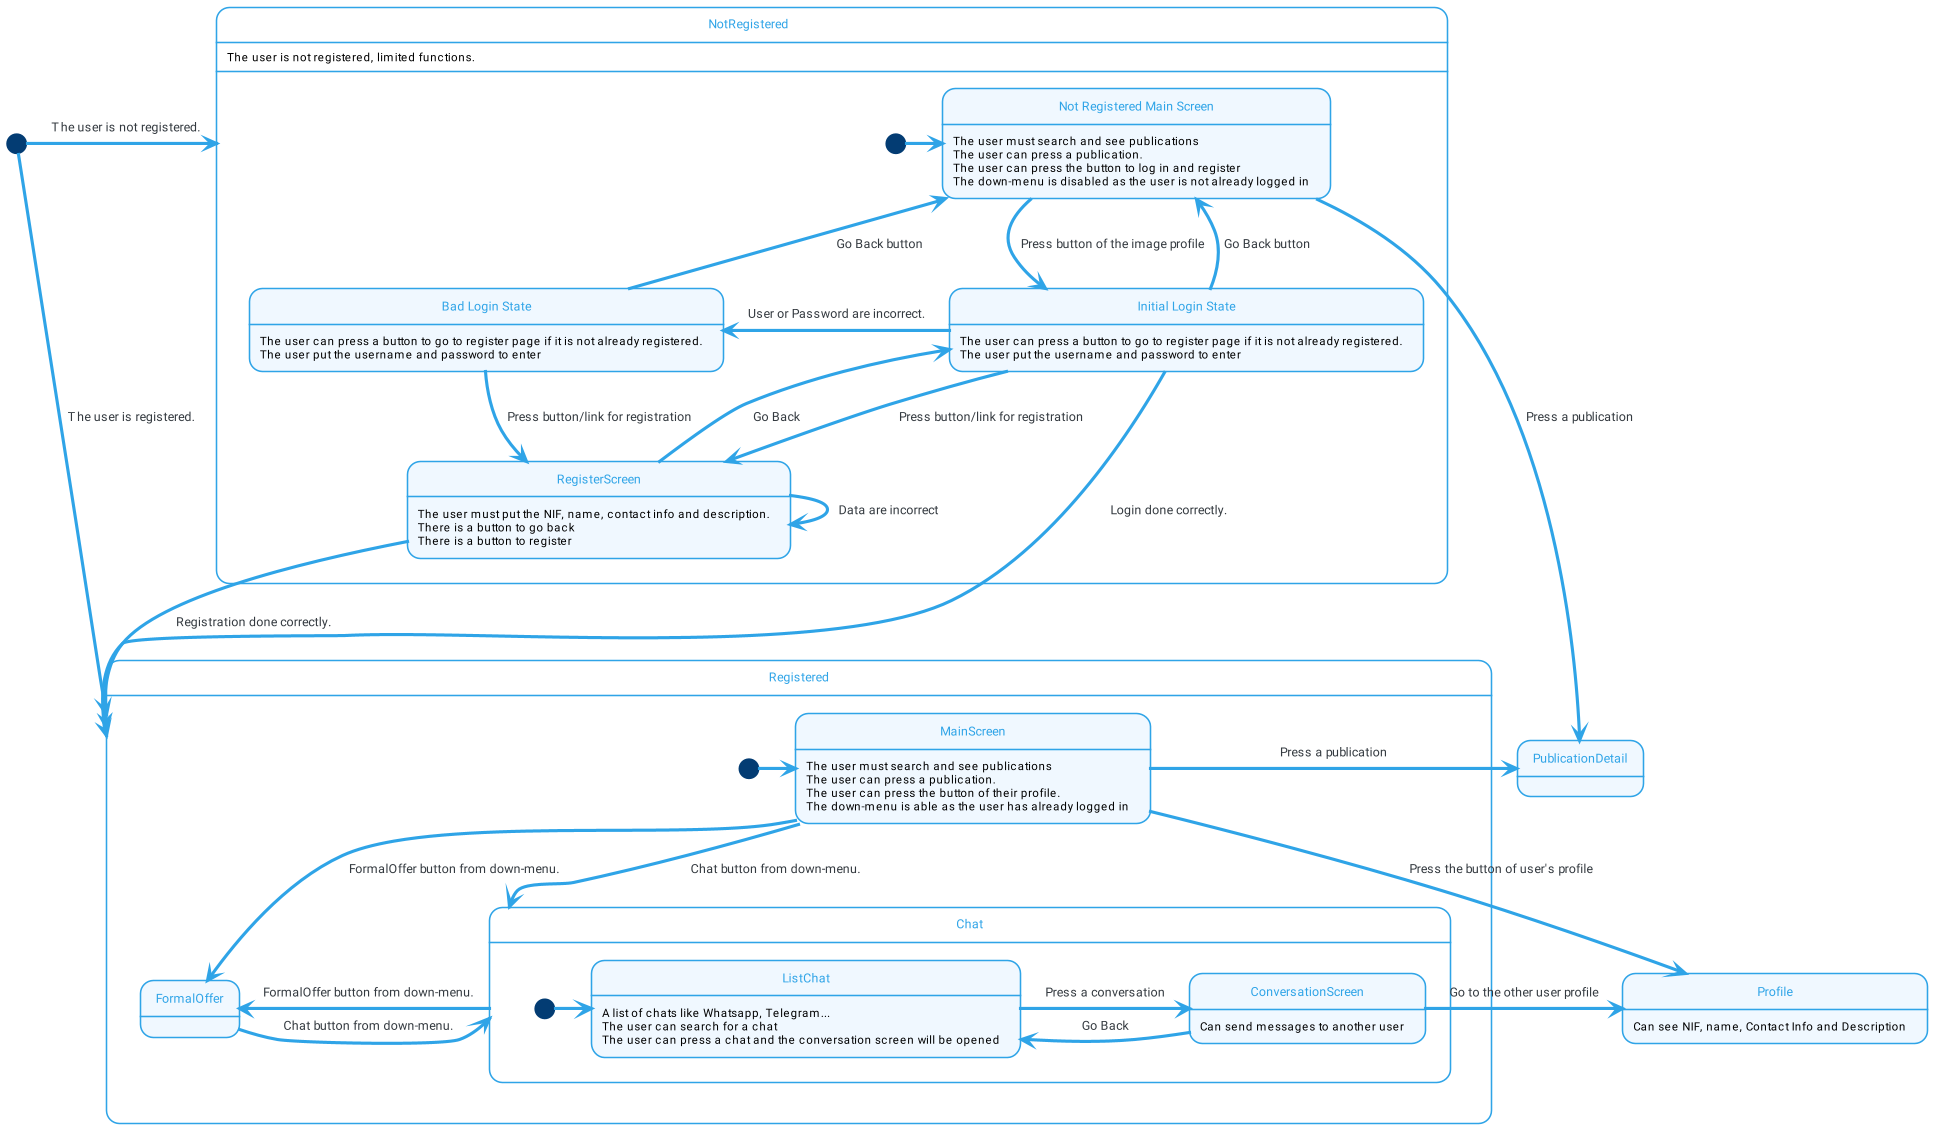 NotRegistered
The user is not registered, limited functions.
The user is not registered.
Not Registered Main Screen
The user must search and see publications
The user can press a publication.
The user can press the button to log in and register
The down-menu is disabled as the user is not already logged in
Go Back button
Press button of the image profile
Go Back button
Bad Login State
The user can press a button to go to register page if it is not already registered.
The user put the username and password to enter
User or Password are incorrect.
Initial Login State
The user can press a button to go to register page if it is not already registered.
The user put the username and password to enter
The user is registered.
Press button/link for registration
Go Back
Press button/link for registration
Press a publication
RegisterScreen
The user must put the NIF, name, contact info and description.
There is a button to go back
There is a button to register
Data are incorrect
Login done correctly.
Registration done correctly.
Registered
MainScreen
The user must search and see publications
The user can press a publication.
The user can press the button of their profile.
The down-menu is able as the user has already logged in
Press a publication
PublicationDetail
FormalOffer button from down-menu.
Chat button from down-menu.
Press the button of user's profile
Chat
FormalOffer
FormalOffer button from down-menu.
Chat button from down-menu.
ListChat
A list of chats like Whatsapp, Telegram...
The user can search for a chat
The user can press a chat and the conversation screen will be opened
Press a conversation
Go Back
ConversationScreen
Can send messages to another user
Go to the other user profile
Profile
Can see NIF, name, Contact Info and Description